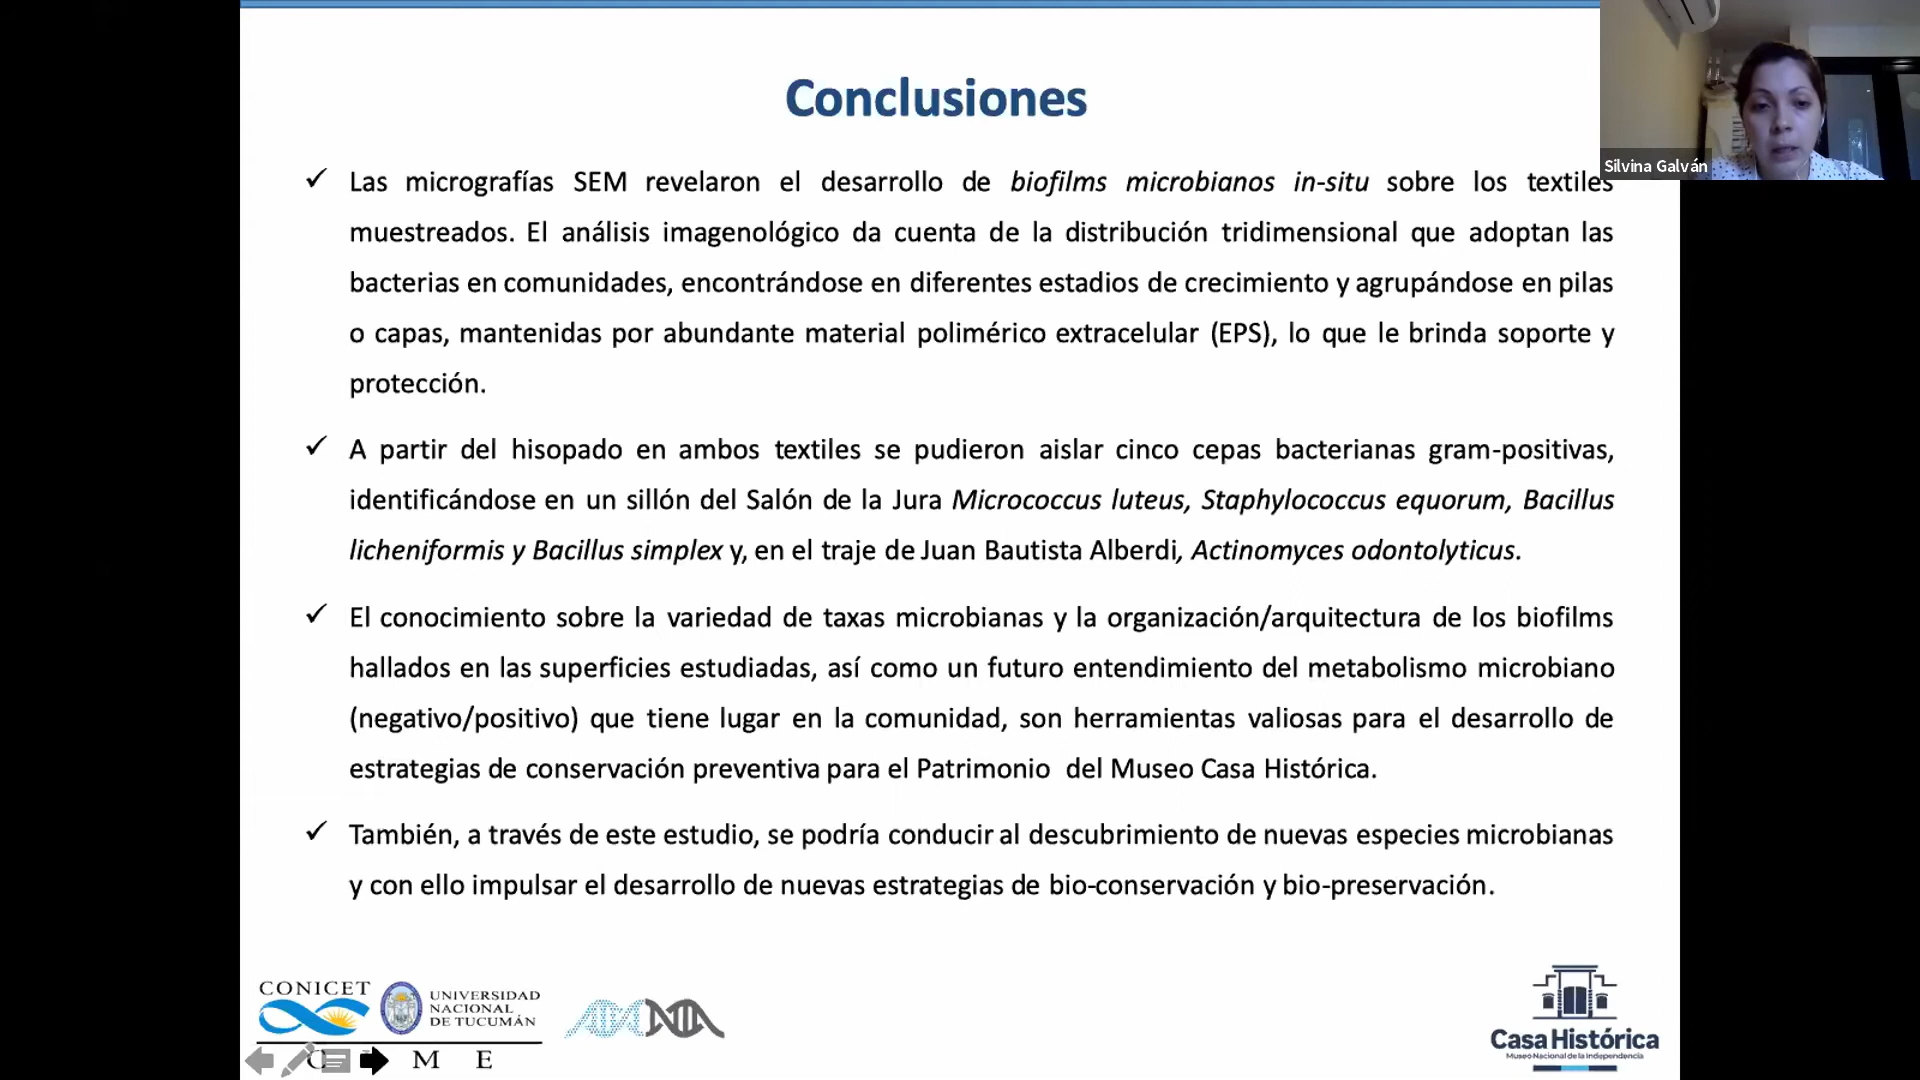 Conclusiones
Silvina Galván
✓ Las micrografías SEM revelaron el desarrollo de biofilms microbianos in-situ sobre los textiles
muestreados. El análisis imagenológico da cuenta de la distribución tridimensional que adoptan las
bacterias en comunidades, encontrándose en diferentes estadios de crecimiento y agrupándose en pilas
o capas, mantenidas por abundante material polimérico extracelular (EPS), lo que le brinda soporte y
protección.
✓ A partir del hisopado en ambos textiles se pudieron aislar cinco cepas bacterianas gram-positivas,
identificándose en un sillón del Salón de la Jura Micrococcus luteus, Staphylococcus equorum, Bacillus
licheniformis y Bacillus simplex y, en el traje de Juan Bautista Alberdi, Actinomyces odontolyticus.
✓ El conocimiento sobre la variedad de taxas microbianas y la organización/arquitectura de los biofilms
hallados en las superficies estudiadas, así como un futuro entendimiento del metabolismo microbiano
(negativo/positivo) que tiene lugar en la comunidad, son herramientas valiosas para el desarrollo de
estrategias de conservación preventiva para el Patrimonio del Museo Casa Histórica.
✓ También, a través de este estudio, se podría conducir al descubrimiento de nuevas especies microbianas
y con ello impulsar el desarrollo de nuevas estrategias de bio-conservación y bio-preservación.
CONICET
UNIVERSIDAD
NACIONAL
DE TUCUMÁN
C M E
Casa Histórica
Museo Nacional de la Independencia